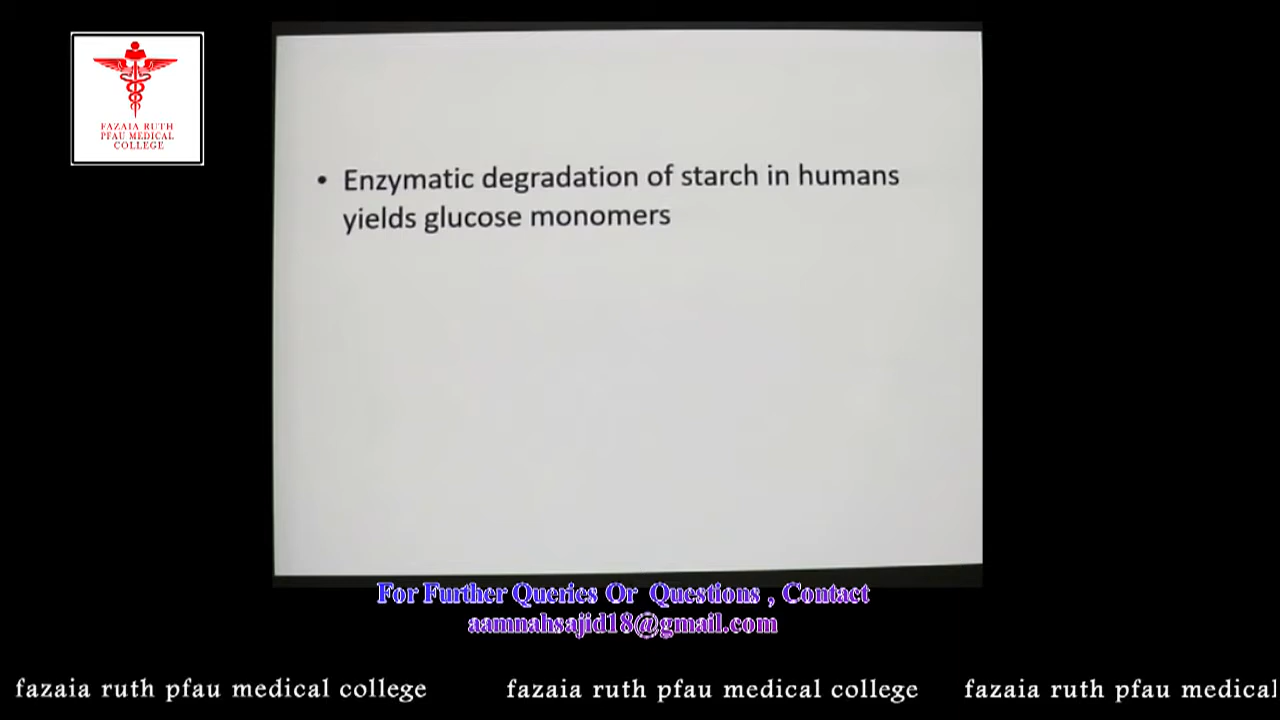 FAZAIA RUTH
PFAU MEDICAL
COLLEGE
• Enzymatic degradation of starch in humans
yields glucose monomers
For Further Queries Or Questions , Contact
aamnahsajid18@gmail.com
fazaia ruth pfau medical college fazaia ruth pfau medical college fazaia ruth pfau medical